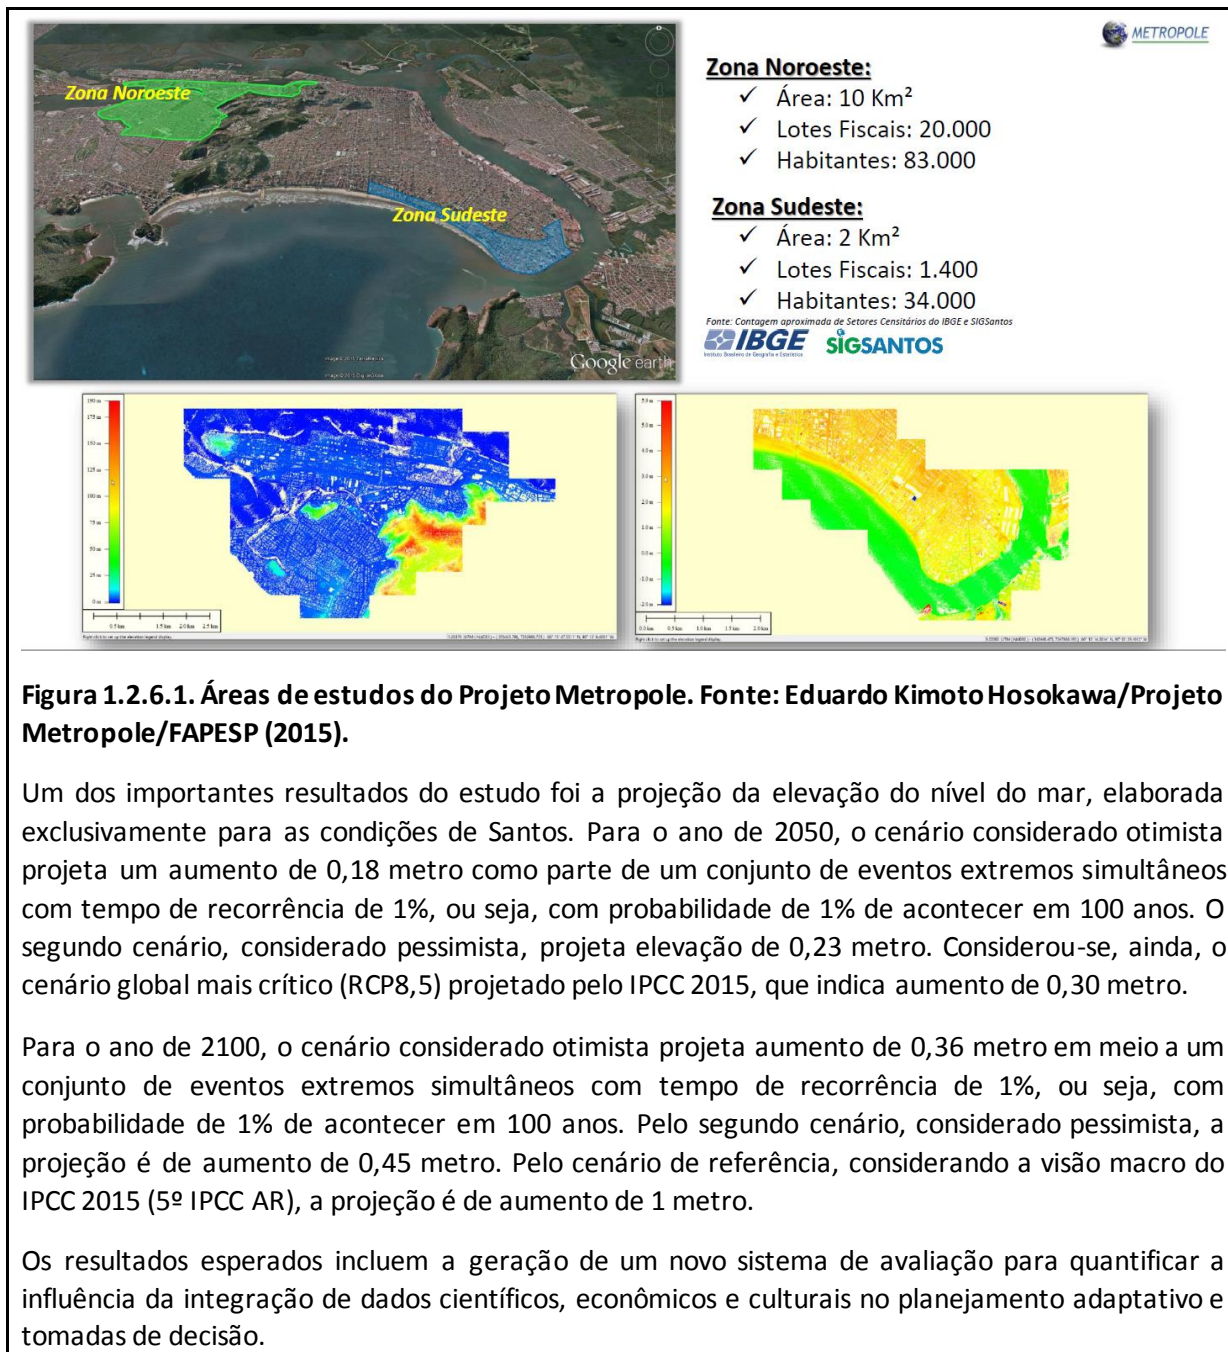 METROPOLE
Zona Noroeste
Zona Sudeste
Google earth
Zona Noroeste:
✓ Área: 10 Km²
✓ Lotes Fiscais: 20.000
✓ Habitantes: 83.000
Zona Sudeste:
✓ Área: 2 Km²
✓ Lotes Fiscais: 1.400
✓ Habitantes: 34.000
Fonte: Contagem aproximada de Setores Censitários do IBGE e SIGSantos
IBGE
Instituto Brasileiro de Geografia e Estatística
SIGSANTOS
Figura 1.2.6.1. Áreas de estudos do Projeto Metropole. Fonte: Eduardo Kimoto Hosokawa/Projeto
Metropole/FAPESP (2015).
Um dos importantes resultados do estudo foi a projeção da elevação do nível do mar, elaborada
exclusivamente para as condições de Santos. Para o ano de 2050, o cenário considerado otimista
projeta um aumento de 0,18 metro como parte de um conjunto de eventos extremos simultâneos
com tempo de recorrência de 1%, ou seja, com probabilidade de 1% de acontecer em 100 anos. O
segundo cenário, considerado pessimista, projeta elevação de 0,23 metro. Considerou-se, ainda, o
cenário global mais crítico (RCP8,5) projetado pelo IPCC 2015, que indica aumento de 0,30 metro.
Para o ano de 2100, o cenário considerado otimista projeta aumento de 0,36 metro em meio a um
conjunto de eventos extremos simultâneos com tempo de recorrência de 1%, ou seja, com
probabilidade de 1% de acontecer em 100 anos. Pelo segundo cenário, considerado pessimista, a
projeção é de aumento de 0,45 metro. Pelo cenário de referência, considerando a visão macro do
IPCC 2015 (5º IPCC AR), a projeção é de aumento de 1 metro.
Os resultados esperados incluem a geração de um novo sistema de avaliação para quantificar a
influência da integração de dados científicos, econômicos e culturais no planejamento adaptativo e
tomadas de decisão.